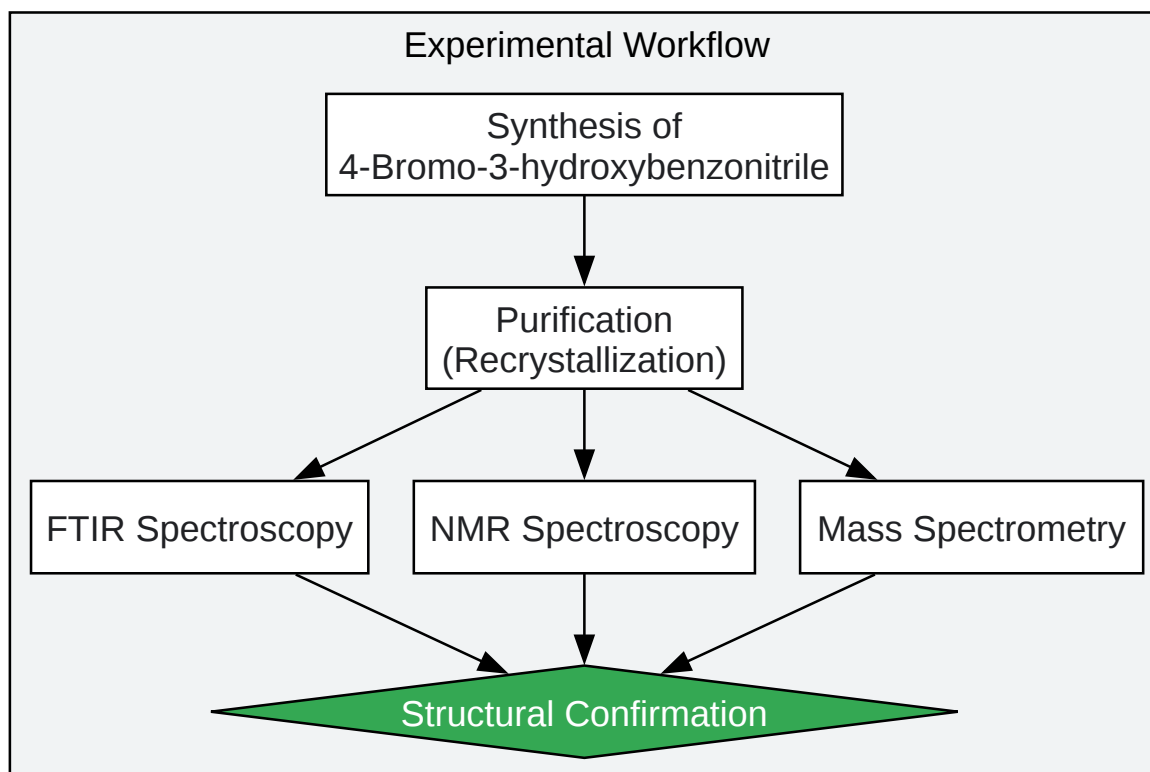 Experimental Workflow
Synthesis of
4-Bromo-3-hydroxybenzonitrile
Purification
(Recrystallization)
FTIR Spectroscopy
NMR Spectroscopy
Mass Spectrometry
Structural Confirmation